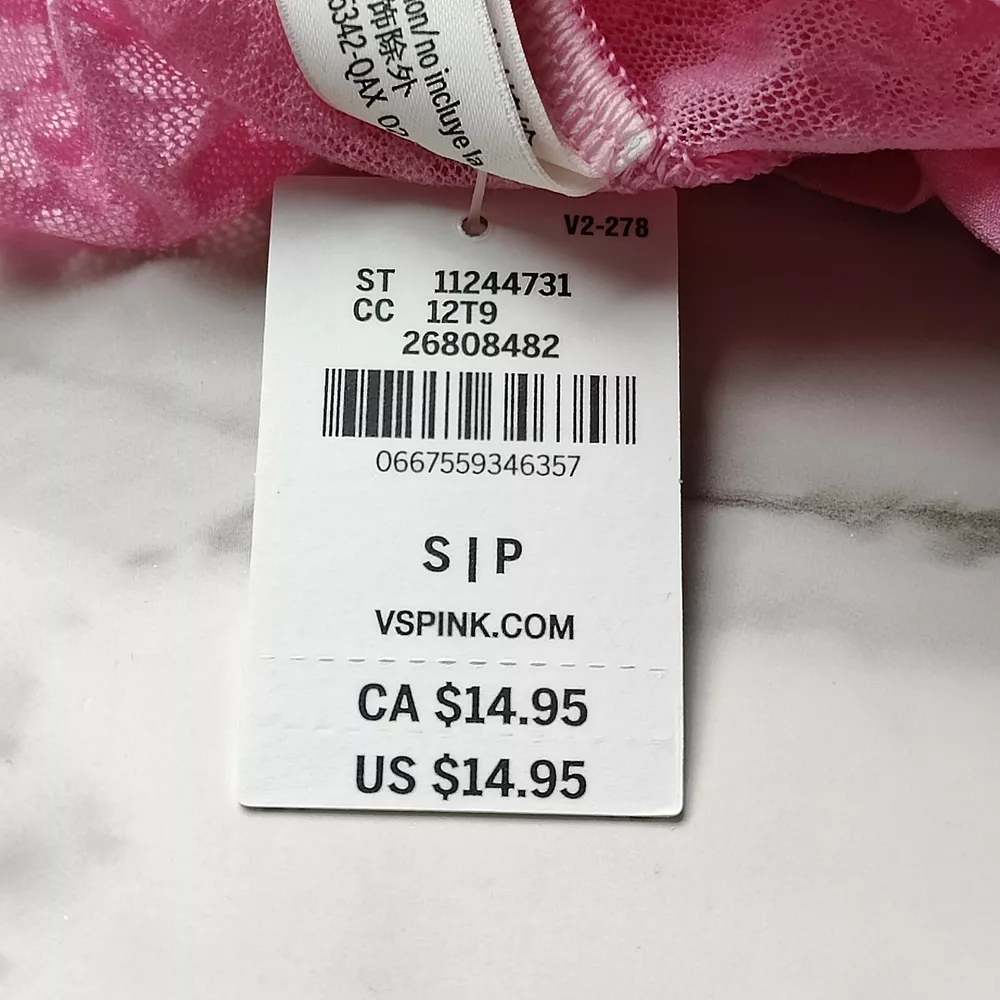 ion/ no incluye la
饰除外
6342-QAX 02
V2-278
ST 11244731
CC 12T9
26808482
0667559346357
S | P
VSPINK.COM
CA $14.95
US $14.95